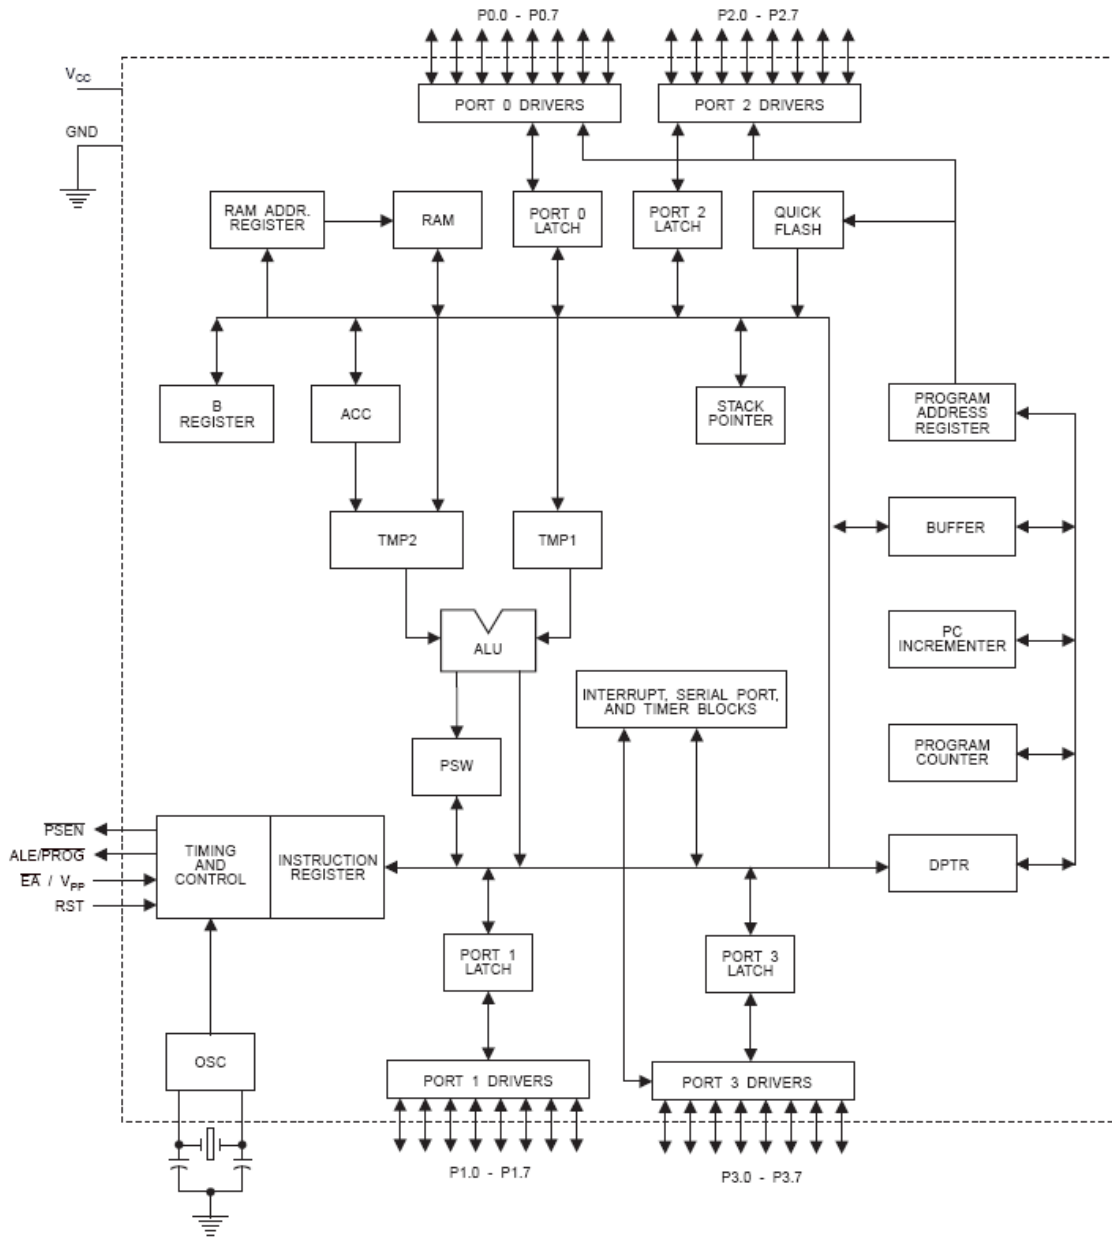 P0.0 - P0.7
P2.0 - P2.7
VCC
PORT 0 DRIVERS
PORT 2 DRIVERS
GND
RAM ADDR.
REGISTER
RAM
PORT 0
LATCH
PORT 2
LATCH
QUICK
FLASH
B
REGISTER
ACC
STACK
POINTER
PROGRAM
ADDRESS
REGISTER
TMP2
TMP1
BUFFER
ALU
PC
INCREMENTER
INTERRUPT, SERIAL PORT,
AND TIMER BLOCKS
PSW
PROGRAM
COUNTER
PSEN
ALE/PROG
EA / VPP
RST
TIMING
AND
CONTROL
INSTRUCTION
REGISTER
DPTR
PORT 1
LATCH
PORT 3
LATCH
OSC
PORT 1 DRIVERS
PORT 3 DRIVERS
P1.0 - P1.7
P3.0 - P3.7